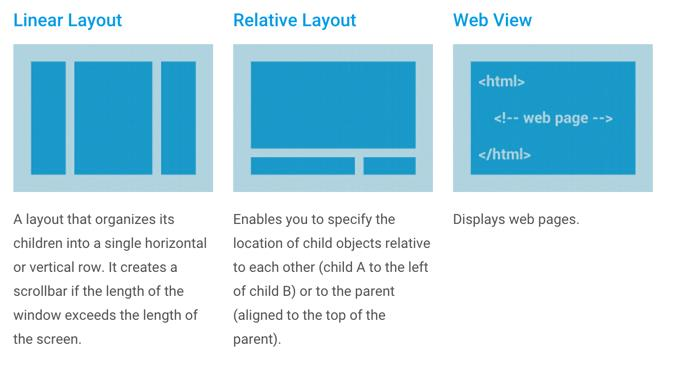 Linear Layout
Relative Layout
Web View
<html>
<!-- web page -->
</html>
A layout that organizes its
children into a single horizontal
or vertical row. It creates a
scrollbar if the length of the
window exceeds the length of
the screen.
Enables you to specify the
location of child objects relative
to each other (child A to the left
of child B) or to the parent
(aligned to the top of the
parent).
Displays web pages.